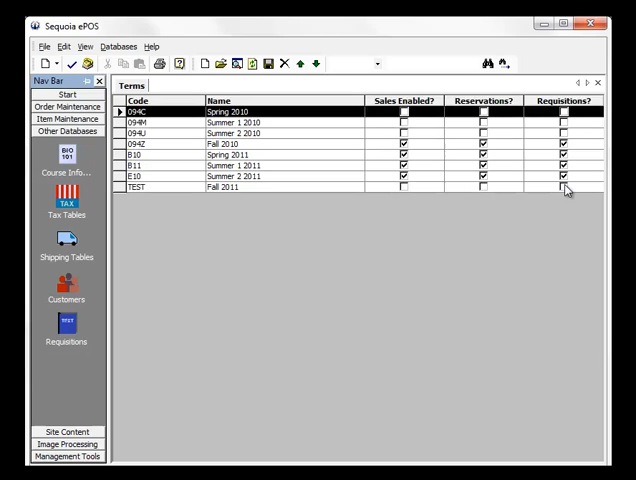 Sequoia ePOS
File Edit View Databases Help
Nav Bar
Start
Order Maintenance
Item Maintenance
Other Databases
BIO 101
Course Info...
TAX
Tax Tables
Shipping Tables
Customers
TEXT
Requisitions
Site Content
Image Processing
Management Tools
Terms
Code Name Sales Enabled? Reservations? Requisitions?
094C Spring 2010
094M Summer 1 2010
094U Summer 2 2010
094Z Fall 2010
B10 Spring 2011
B11 Summer 1 2011
E10 Summer 2 2011
TEST Fall 2011